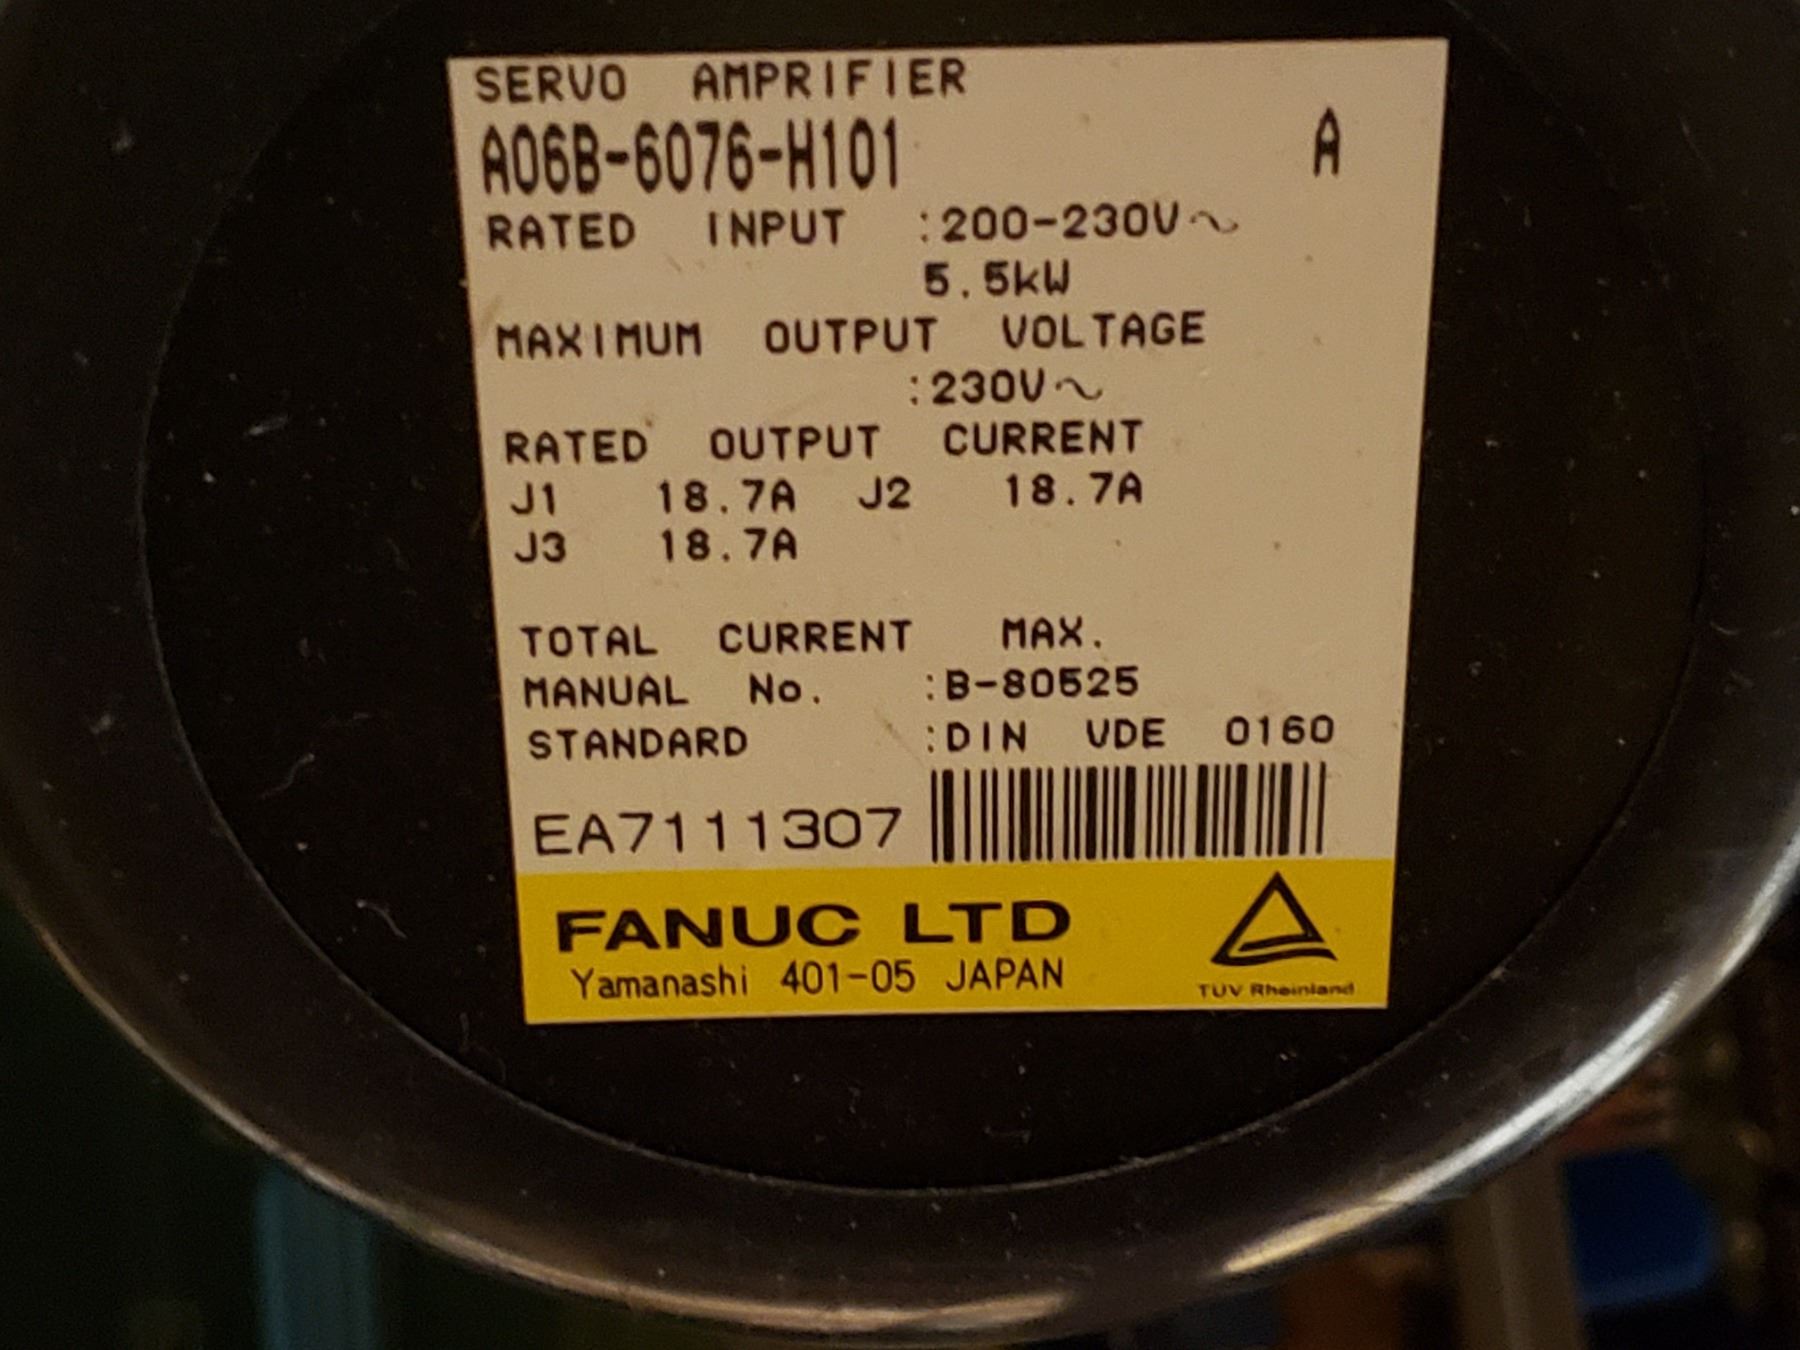 SERVO AMPRIFIER
A06B-6076-H101 A
RATED INPUT :200-230V~
5.5kW
MAXIMUM OUTPUT VOLTAGE
:230V~
RATED OUTPUT CURRENT
J1 18.7A J2 18.7A
J3 18.7A
TOTAL CURRENT MAX.
MANUAL No. :B-80525
STANDARD :DIN VDE 0160
EA7111307
FANUC LTD
Yamanashi 401-05 JAPAN
TUV Rheinland